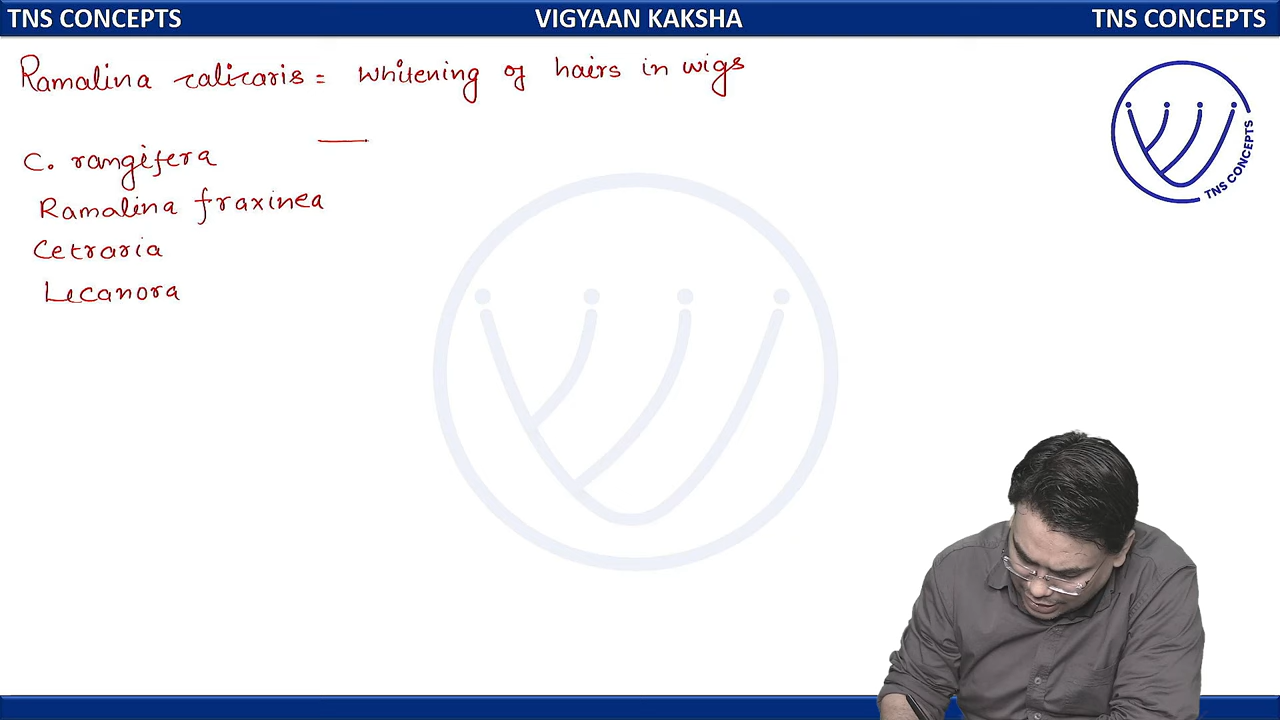 TNS CONCEPTS VIGYAAN KAKSHA TNS CONCEPTS
Ramalina calicaris = whitening of hairs in wigs
C. rangifera
Ramalina fraxinea
Cetraria
Lecanora
TNS CONCEPTS